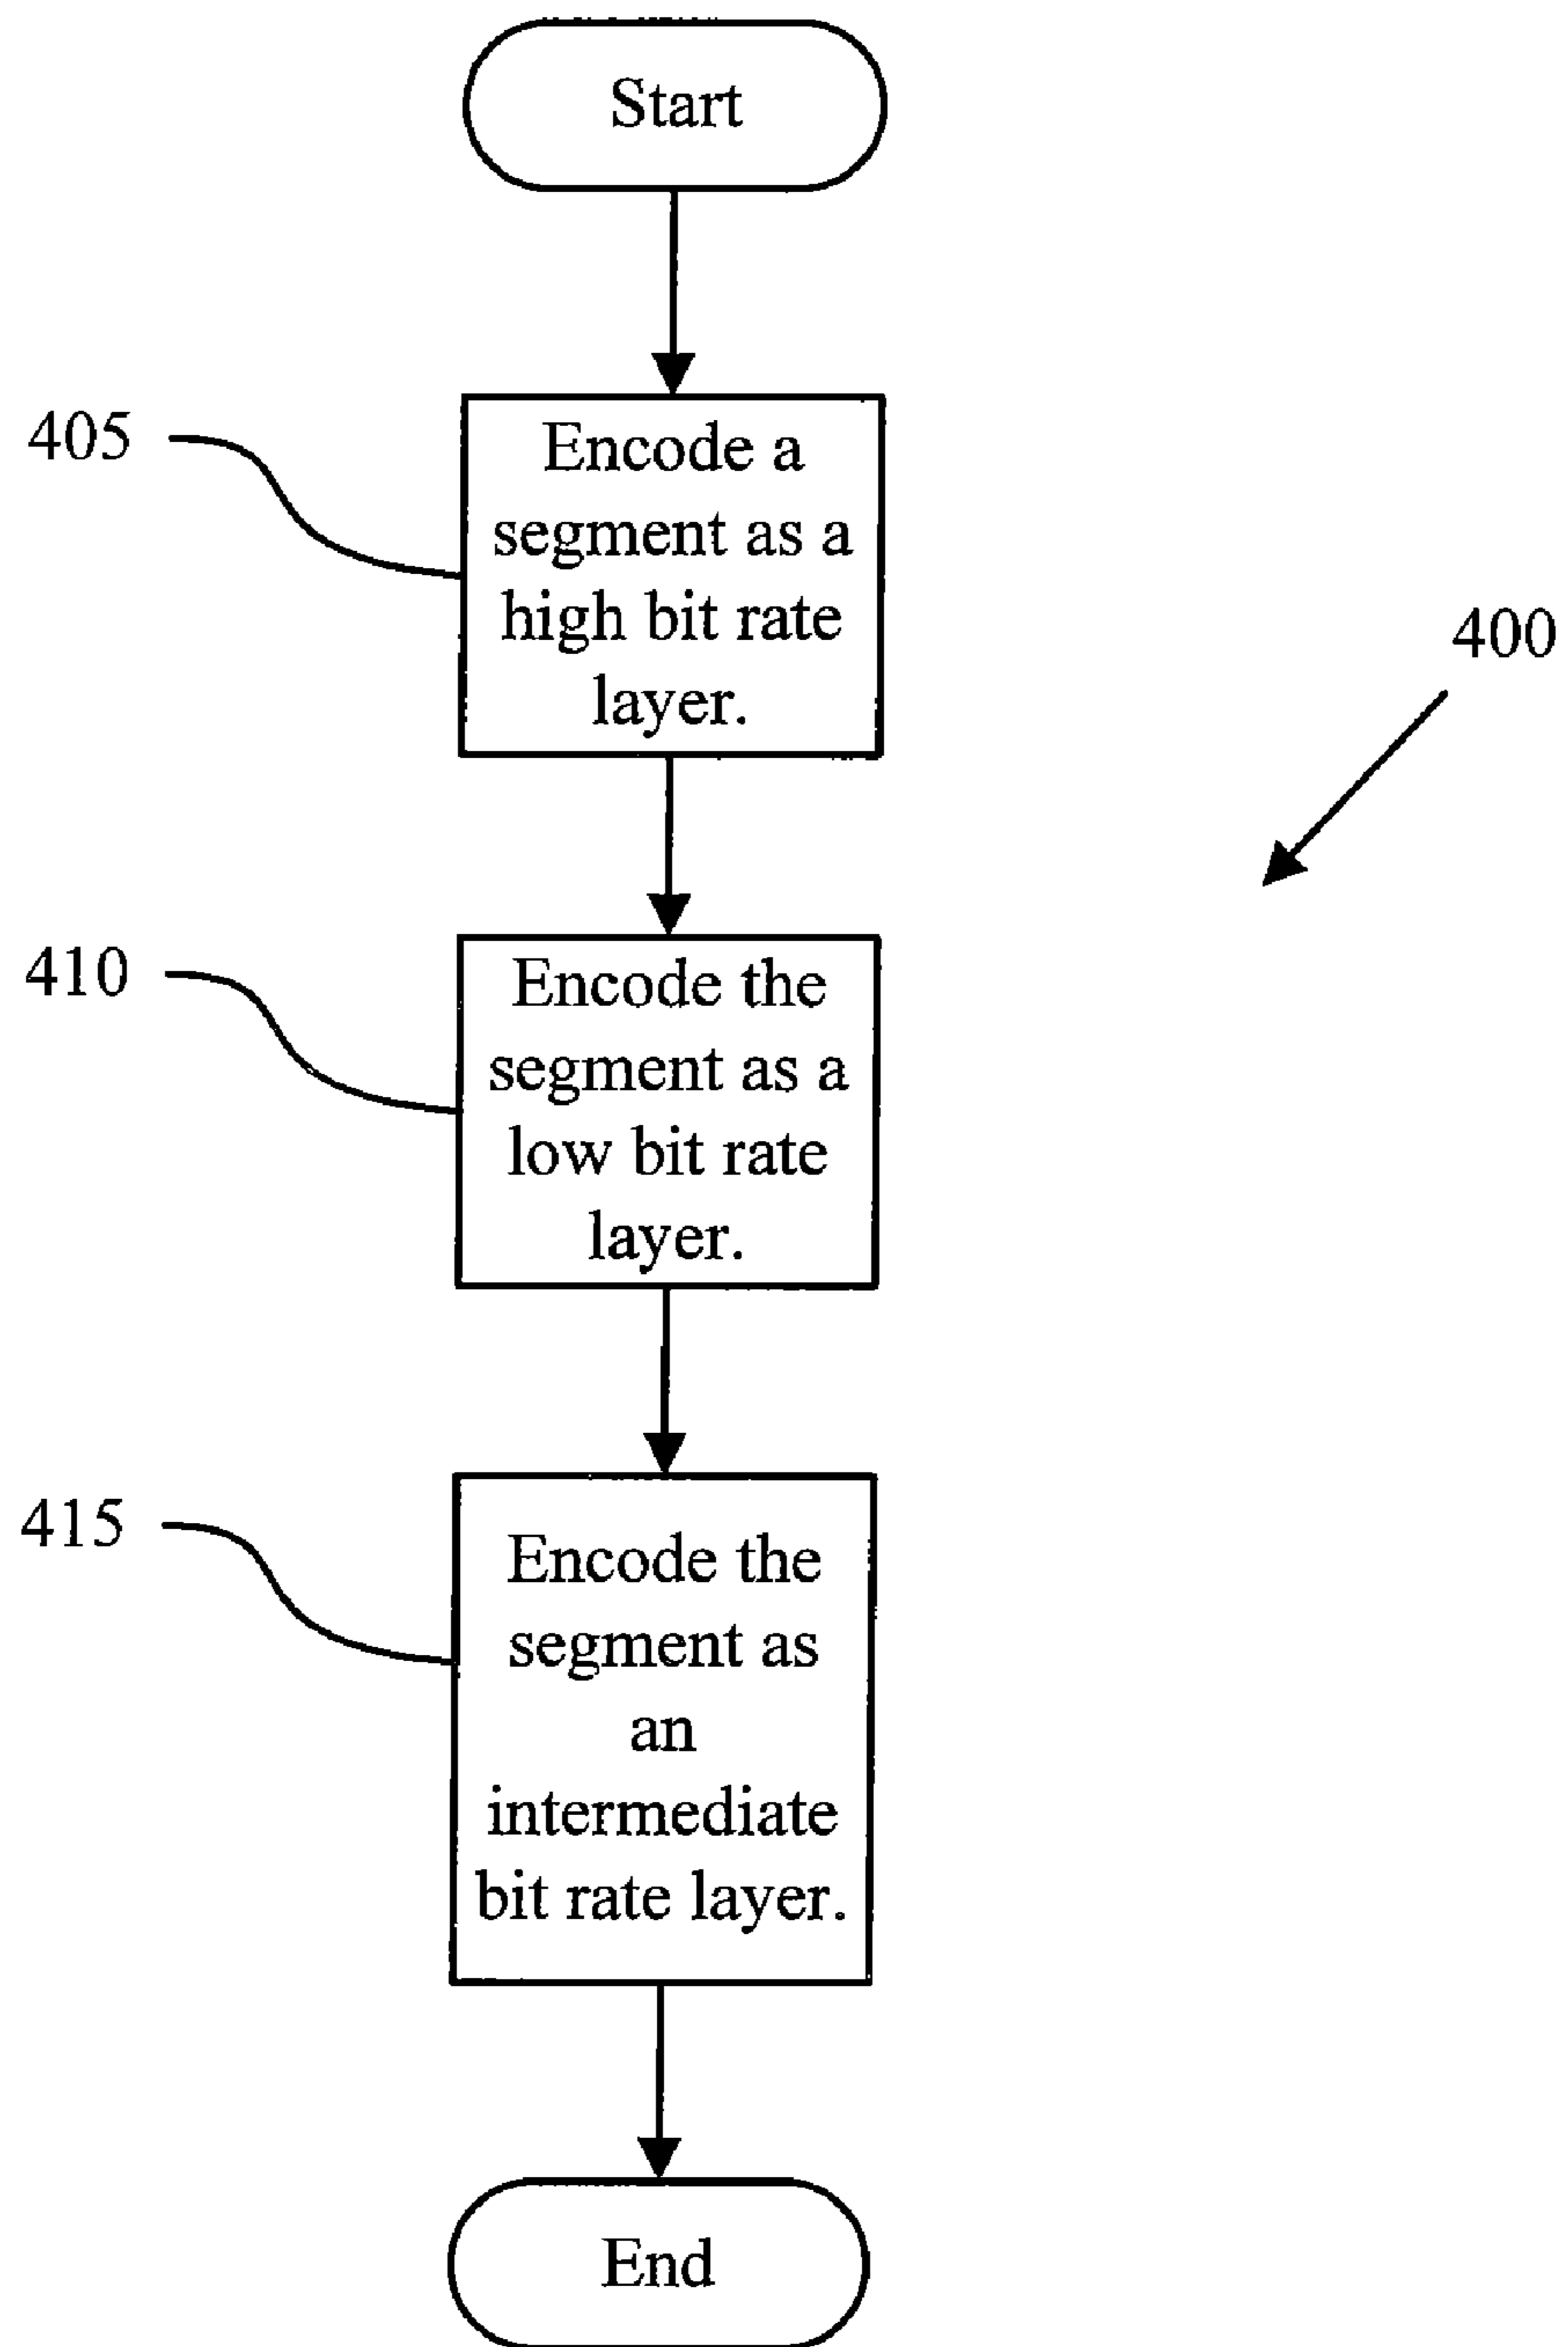 Start
405
Encode a
segment as a
high bit rate
layer.
400
410
Encode the
segment as a
low bit rate
layer.
415
Encode the
segment as
an
intermediate
bit rate layer.
End